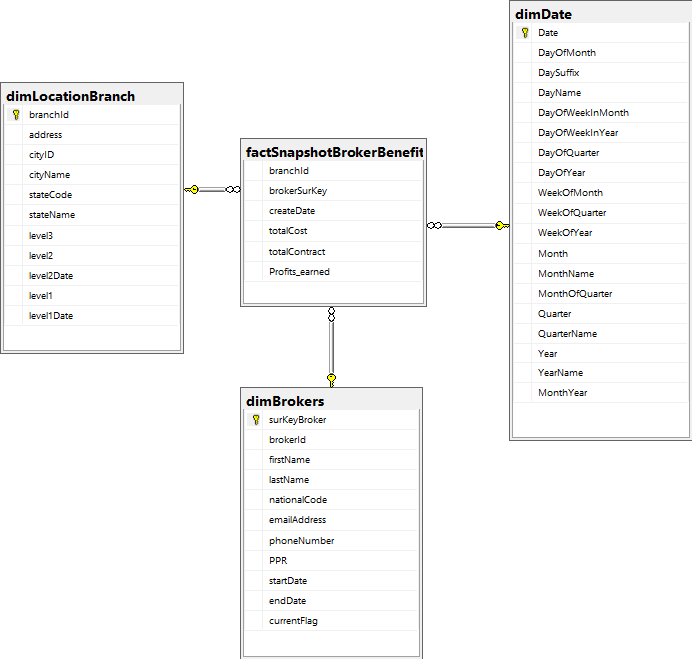 dimLocationBranch
branchId
address
cityID
cityName
stateCode
stateName
level3
level2
level2Date
level1
level1Date
factSnapshotBrokerBenefit
branchId
brokerSurKey
createDate
totalCost
totalContract
Profits_earned
dimDate
Date
DayOfMonth
DaySuffix
DayName
DayOfWeekInMonth
DayOfWeekInYear
DayOfQuarter
DayOfYear
WeekOfMonth
WeekOfQuarter
WeekOfYear
Month
MonthName
MonthOfQuarter
Quarter
QuarterName
Year
YearName
MonthYear
dimBrokers
surKeyBroker
brokerId
firstName
lastName
nationalCode
emailAddress
phoneNumber
PPR
startDate
endDate
currentFlag